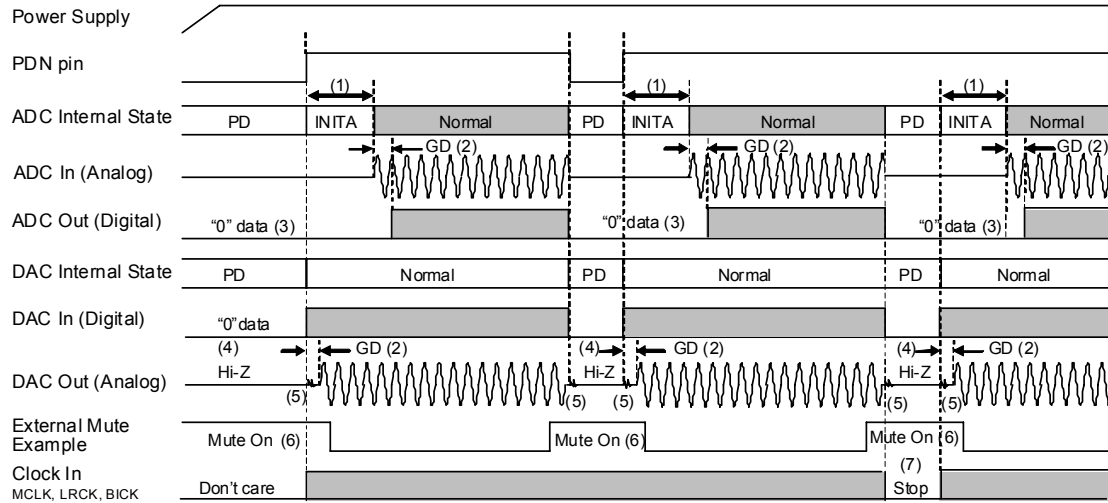 Power Supply
PDN pin
(1) (1) (1)
ADC Internal State PD INITA Normal PD INITA Normal PD INITA Normal
GD (2) GD (2) GD (2)
ADC In (Analog)
ADC Out (Digital) “0” data (3) “0” data (3) “0” data (3)
DAC Internal State PD Normal PD Normal PD Normal
DAC In (Digital) “0”data
(4) GD (2) (4) GD (2) (4) GD (2)
Hi-Z Hi-Z Hi-Z
DAC Out (Analog)
(5) (5) (5) (5) (5)
External Mute
Example Mute On (6) Mute On (6) Mute On (6)
Clock In (7)
MCLK, LRCK, BICK Don’t care Stop